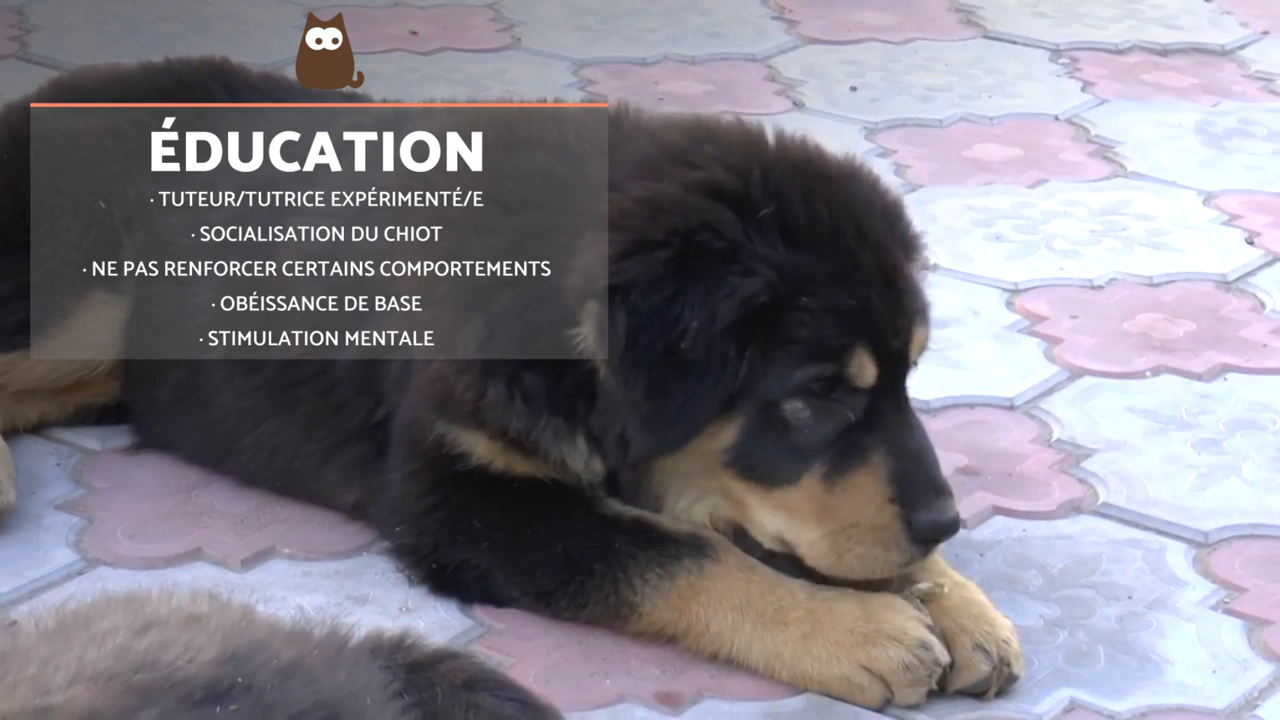 ÉDUCATION
· TUTEUR/TUTRICE EXPÉRIMENTÉ/E
· SOCIALISATION DU CHIOT
· NE PAS RENFORCER CERTAINS COMPORTEMENTS
· OBÉISSANCE DE BASE
· STIMULATION MENTALE